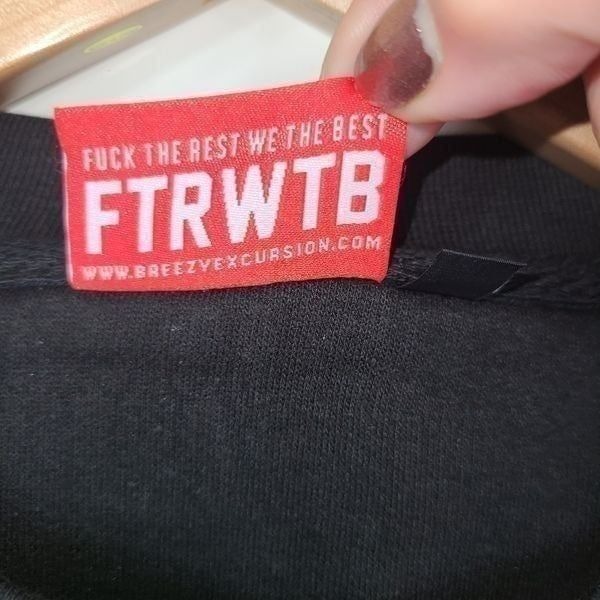 FUCK THE REST WE THE BEST
FTRWTB
WWW.BREEZYEXCURSION.COM